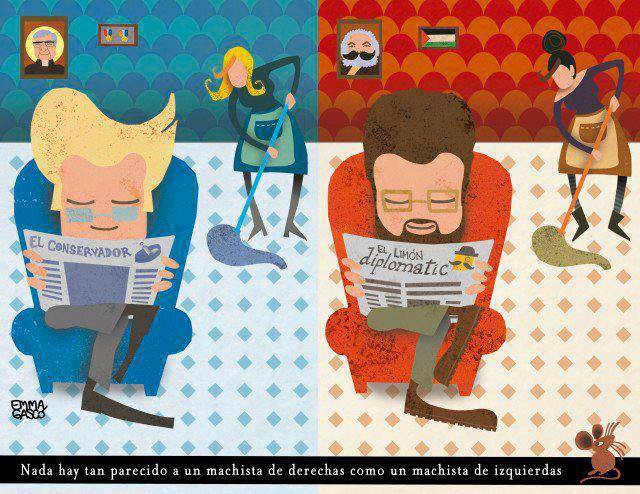 EL CONSERVADOR
EL LIMÓN
diplomatic
EMMA
GASCO
Nada hay tan parecido a un machista de derechas como un machista de izquierdas